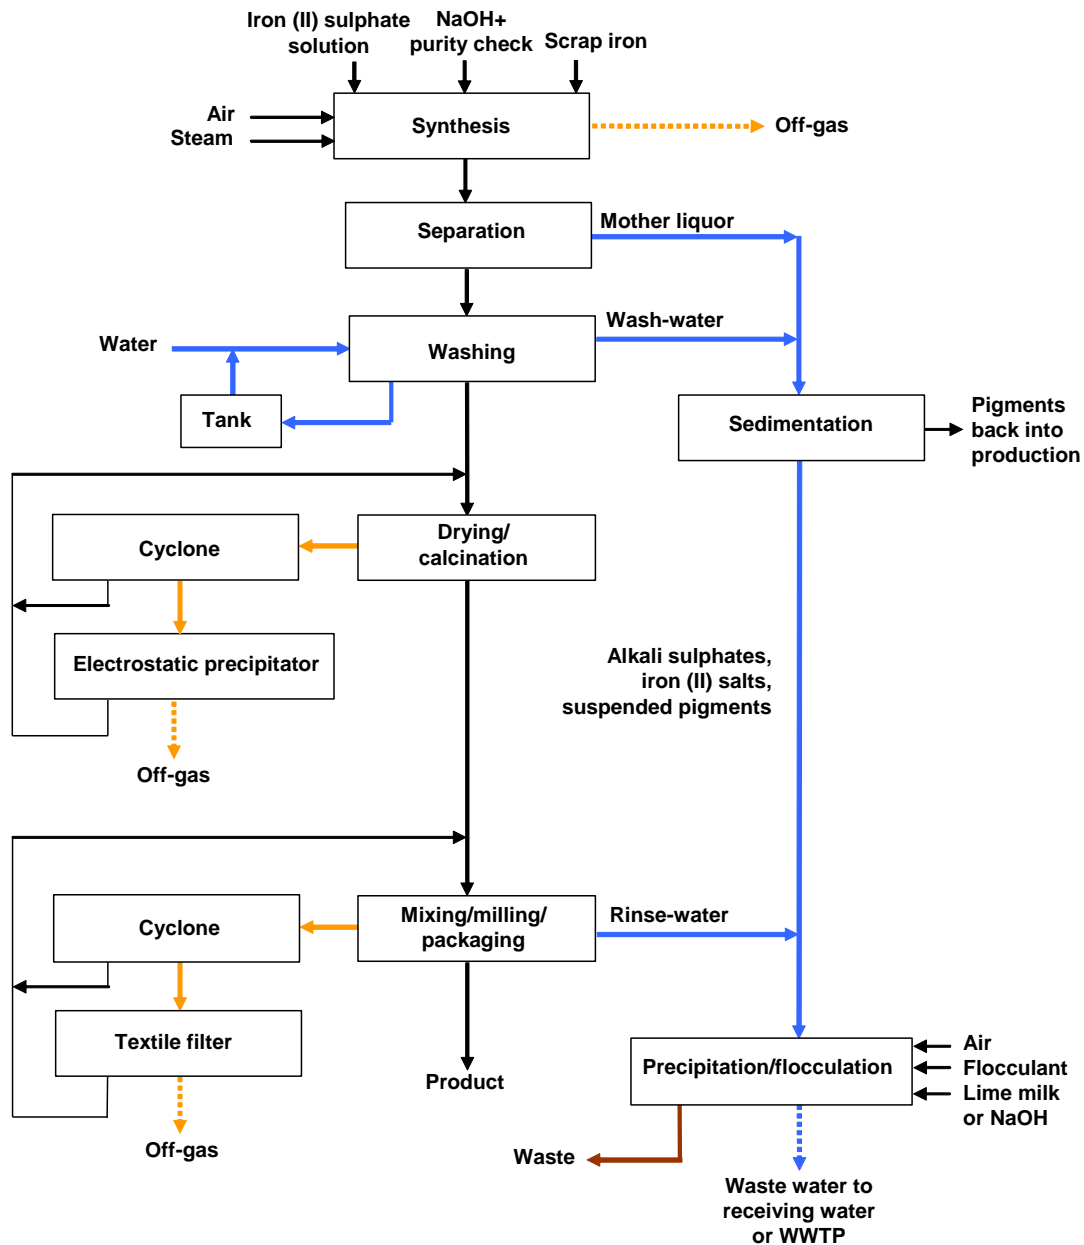 Iron (II) sulphate
solution
NaOH+
purity check
Scrap iron
Air
Steam
Synthesis
Off-gas
Separation
Mother liquor
Water
Washing
Wash-water
Tank
Sedimentation
Pigments
back into
production
Cyclone
Drying/
calcination
Electrostatic precipitator
Off-gas
Alkali sulphates,
iron (II) salts,
suspended pigments
Cyclone
Mixing/milling/
packaging
Rinse-water
Textile filter
Off-gas
Product
Precipitation/flocculation
Air
Flocculant
Lime milk
or NaOH
Waste
Waste water to
receiving water
or WWTP